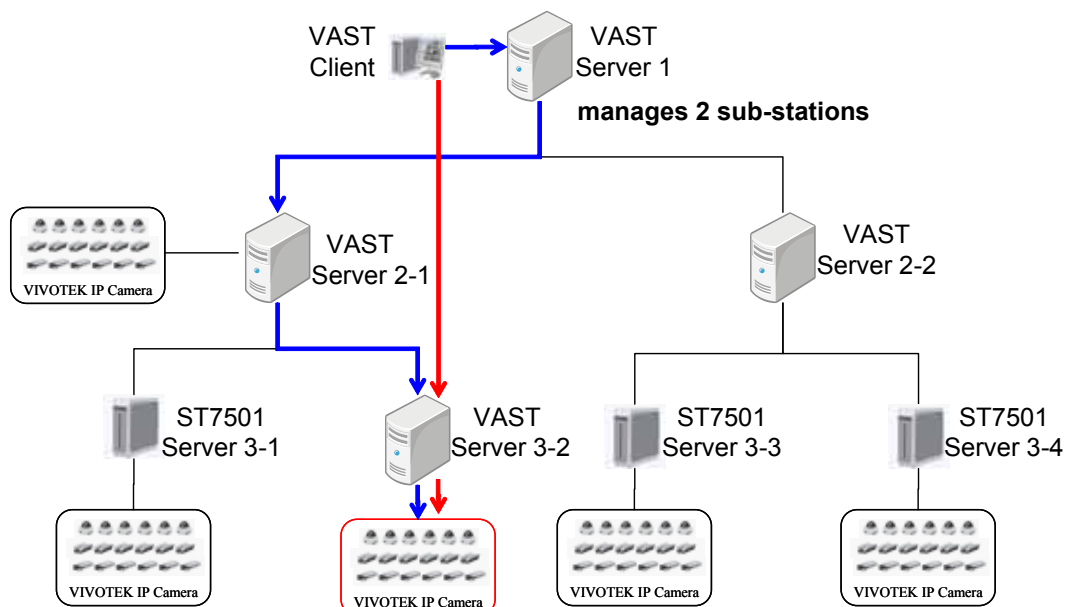 VAST
Client
VAST
Server 1
manages 2 sub-stations
VIVOTEK IP Camera
VAST
Server 2-1
VAST
Server 2-2
ST7501
Server 3-1
VAST
Server 3-2
ST7501
Server 3-3
ST7501
Server 3-4
VIVOTEK IP Camera
VIVOTEK IP Camera
VIVOTEK IP Camera
VIVOTEK IP Camera